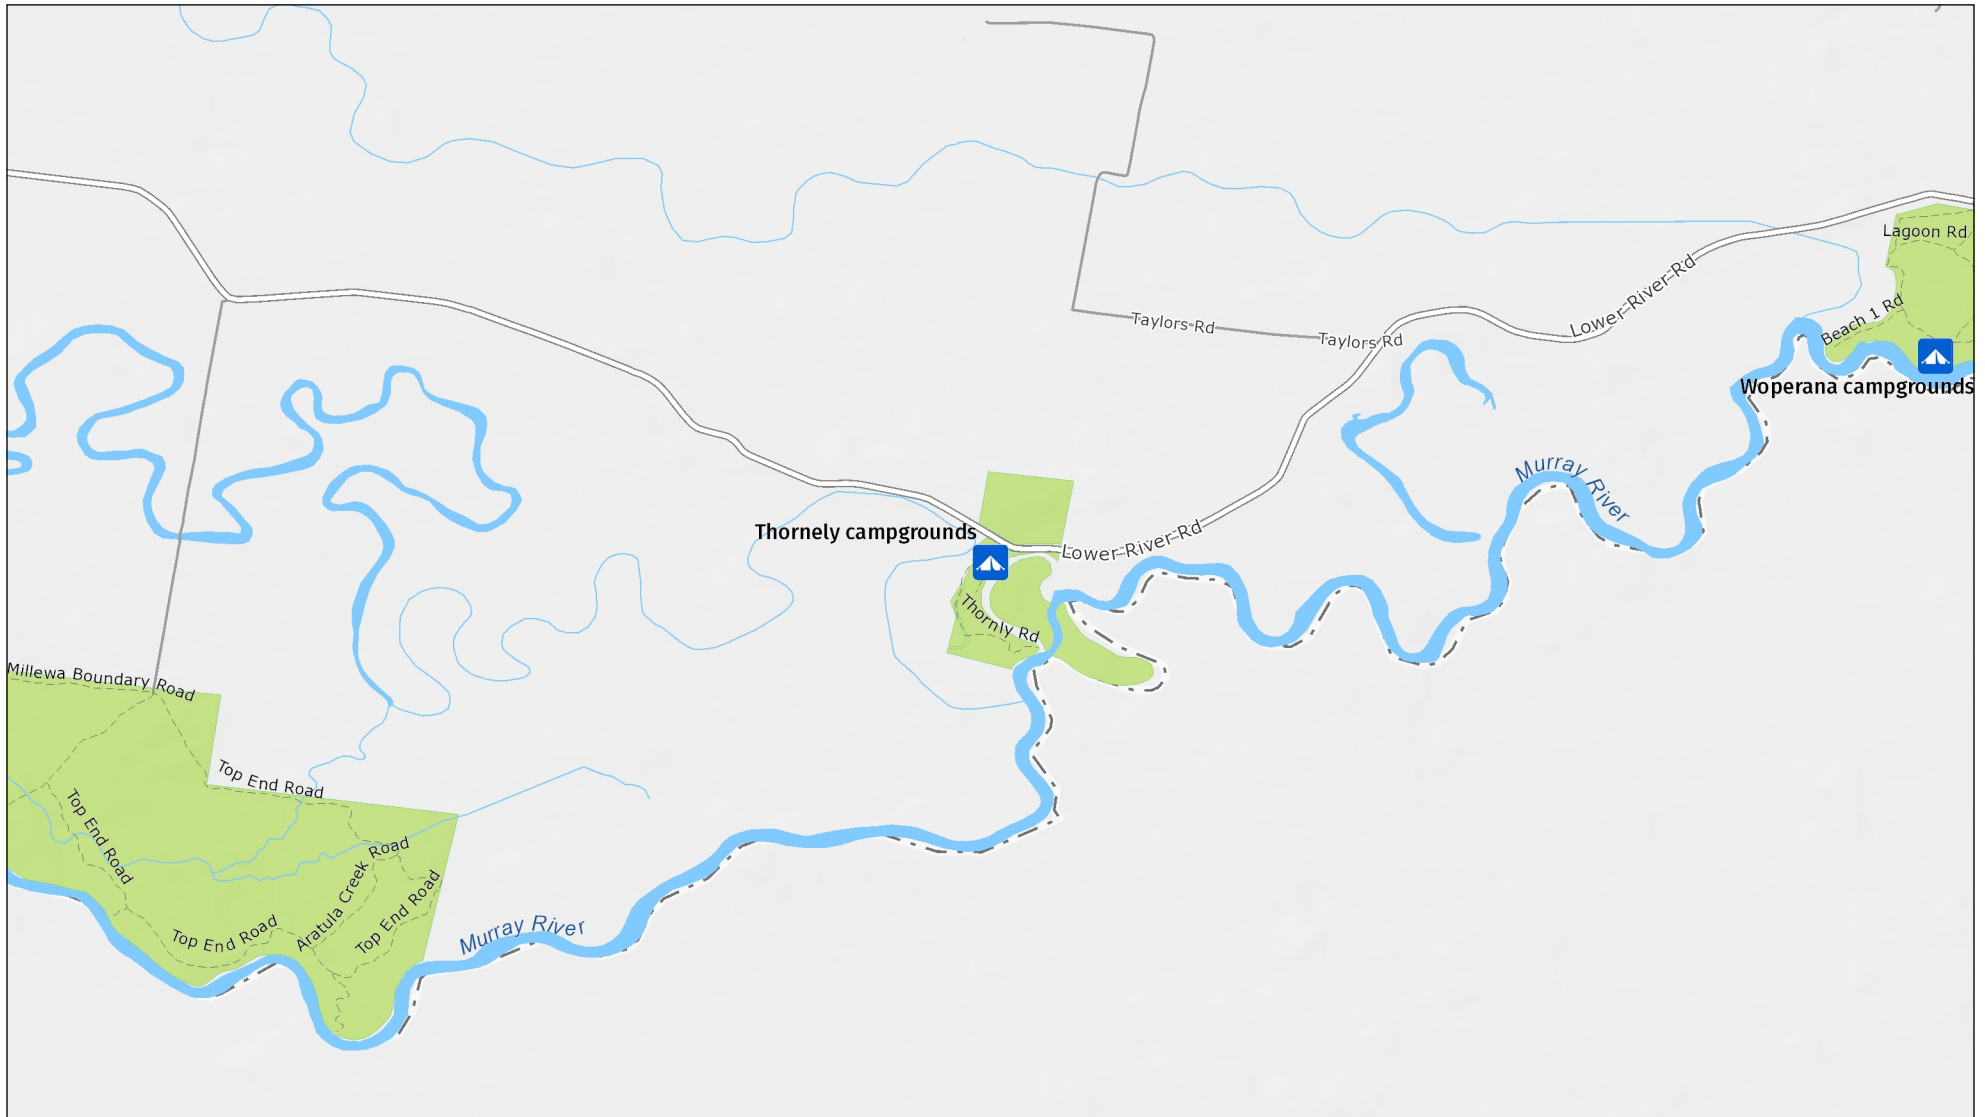 Lagoon Rd
Lower River Rd
Beach 1 Rd
Taylors Rd
Taylors Rd
Woperana campgrounds
Murray River
Thornely campgrounds
Lower River Rd
Thornly Rd
Millewa Boundary Road
Top End Road
Top End Road
Aratula Creek Road
Top End Road
Top End Road
Murray River